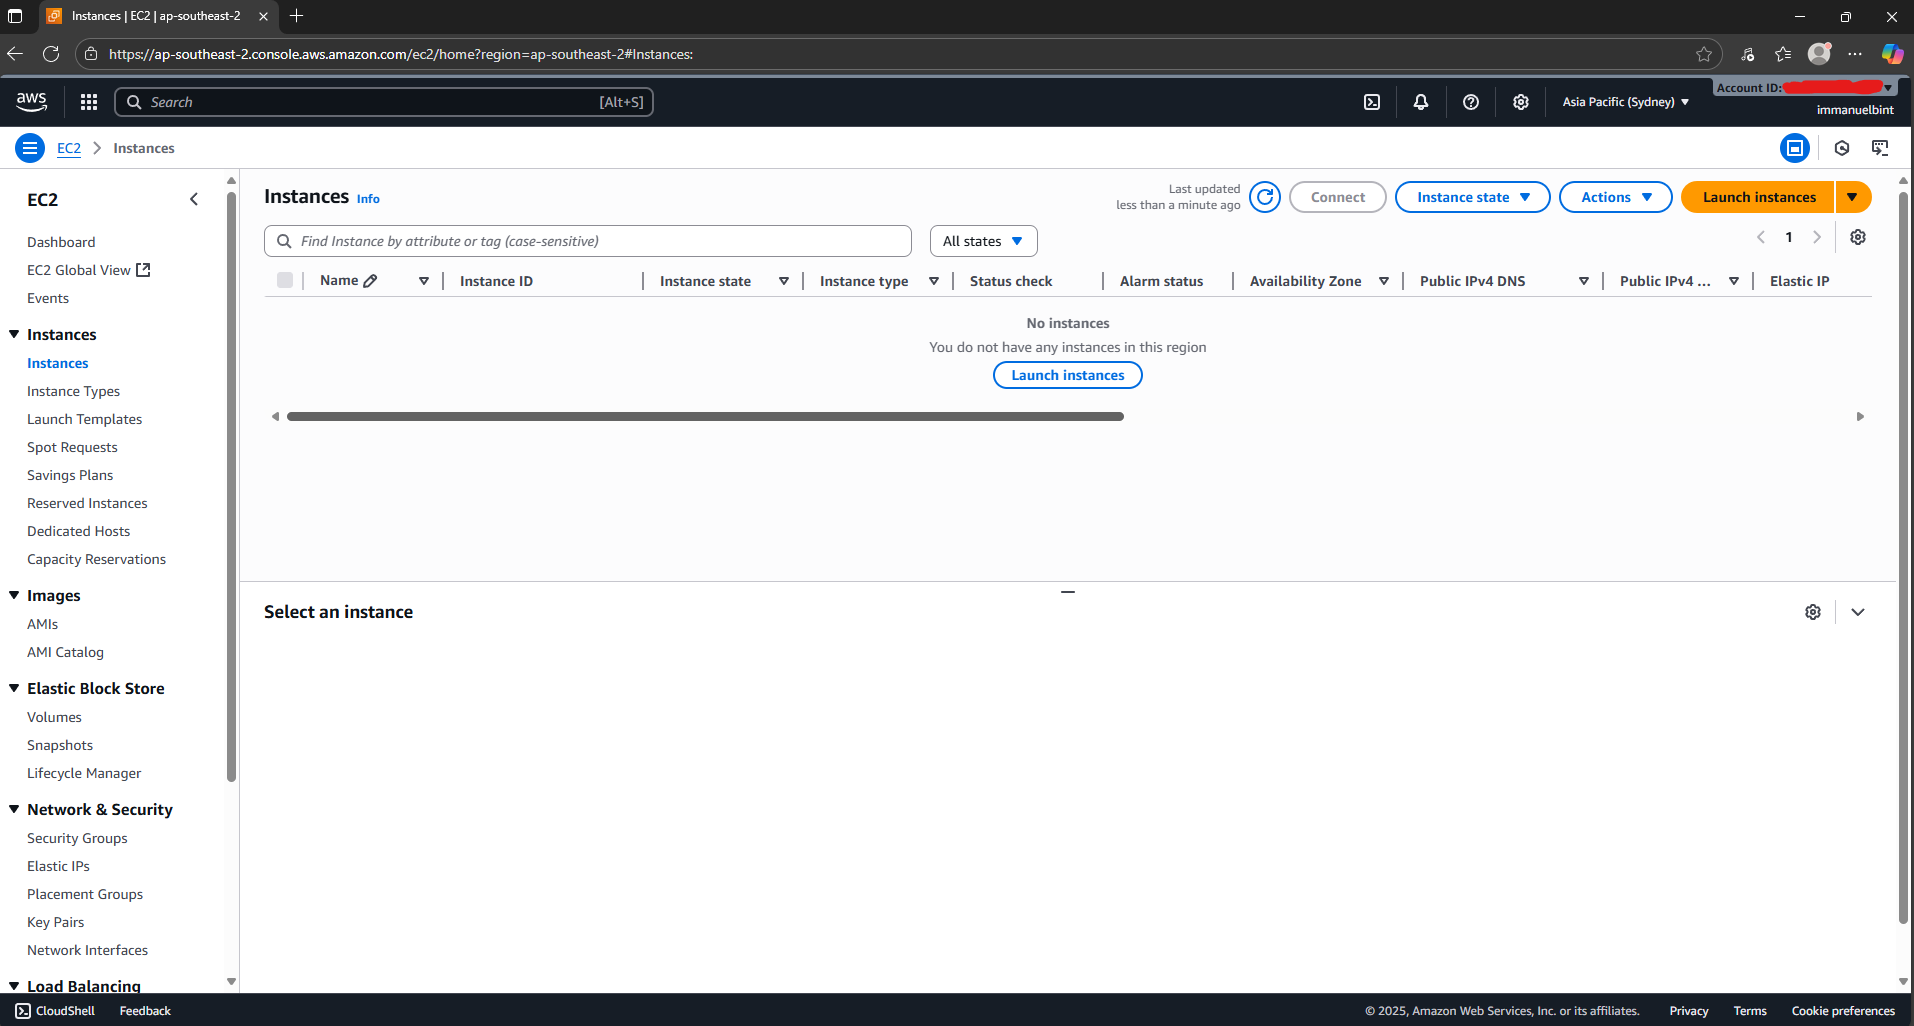 Instances | EC2 | ap-southeast-2
https://ap-southeast-2.console.aws.amazon.com/ec2/home?region=ap-southeast-2#Instances:
aws
Search
[Alt+S]
Asia Pacific (Sydney)
Account ID:
immanuelbint
EC2
Instances
EC2
Dashboard
EC2 Global View
Events
Instances
Instances
Instance Types
Launch Templates
Spot Requests
Savings Plans
Reserved Instances
Dedicated Hosts
Capacity Reservations
Images
AMIs
AMI Catalog
Elastic Block Store
Volumes
Snapshots
Lifecycle Manager
Network & Security
Security Groups
Elastic IPs
Placement Groups
Key Pairs
Network Interfaces
Load Balancing
Instances Info
Last updated
less than a minute ago
Connect
Instance state
Actions
Launch instances
Find Instance by attribute or tag (case-sensitive)
All states
1
Name
Instance ID
Instance state
Instance type
Status check
Alarm status
Availability Zone
Public IPv4 DNS
Public IPv4 ...
Elastic IP
No instances
You do not have any instances in this region
Launch instances
Select an instance
CloudShell
Feedback
© 2025, Amazon Web Services, Inc. or its affiliates.
Privacy
Terms
Cookie preferences